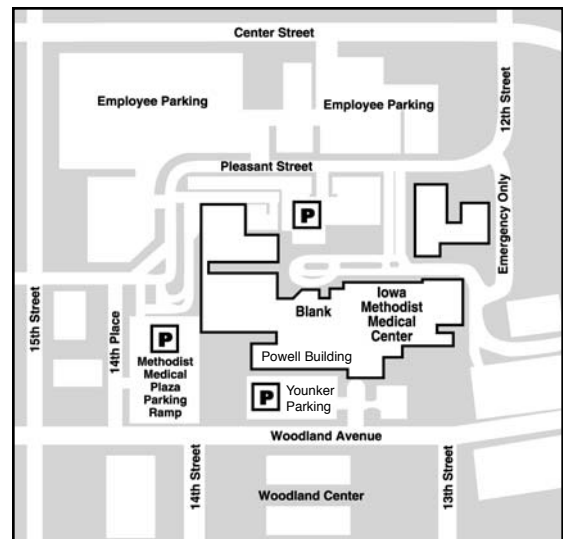 Center Street
Employee Parking
Employee Parking
12th Street
Pleasant Street
P
Emergency Only
15th Street
14th Place
Blank
Iowa
Methodist
Medical
Center
P
Methodist
Medical
Plaza
Parking
Ramp
Powell Building
P
Younker
Parking
Woodland Avenue
14th Street
Woodland Center
13th Street